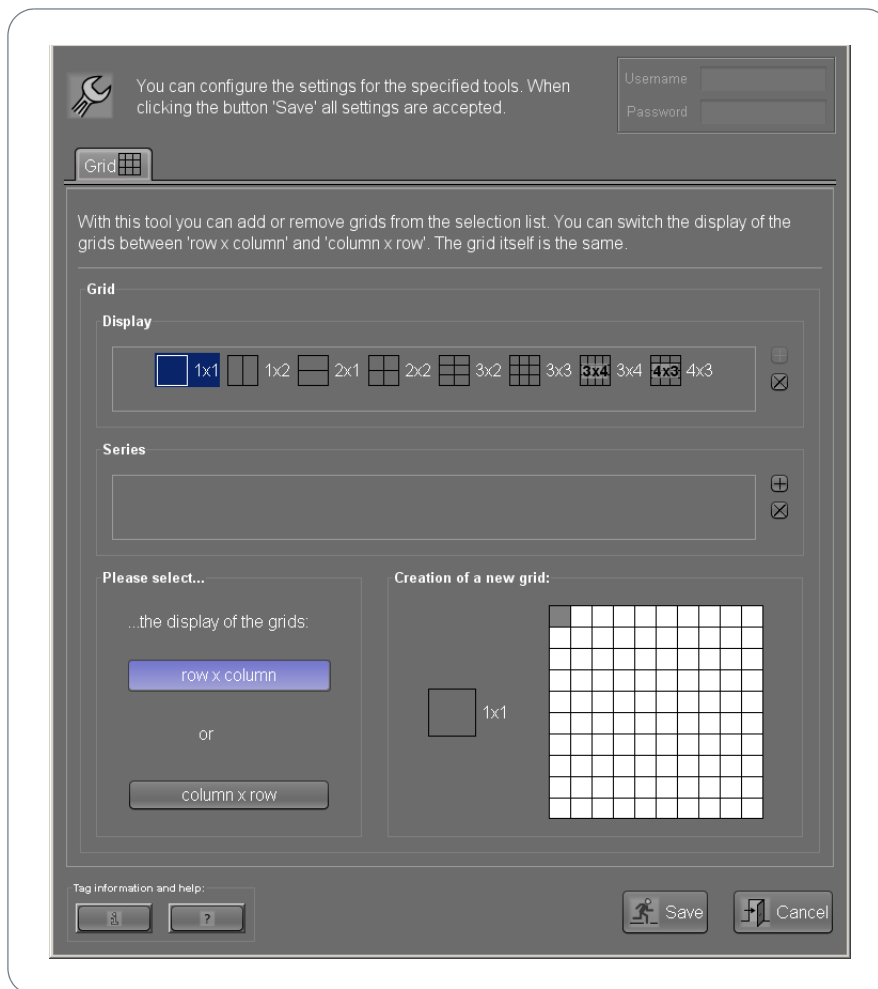 You can configure the settings for the specified tools. When
clicking the button 'Save' all settings are accepted.
Username
Password
Grid
With this tool you can add or remove grids from the selection list. You can switch the display of the
grids between 'row x column' and 'column x row'. The grid itself is the same.
Grid
Display
1x1 1x2 2x1 2x2 3x2 3x3 3x4 3x4 4x3 4x3
Series
Please select...
...the display of the grids:
row x column
or
column x row
Creation of a new grid:
1x1
Tag information and help:
i ?
Save Cancel